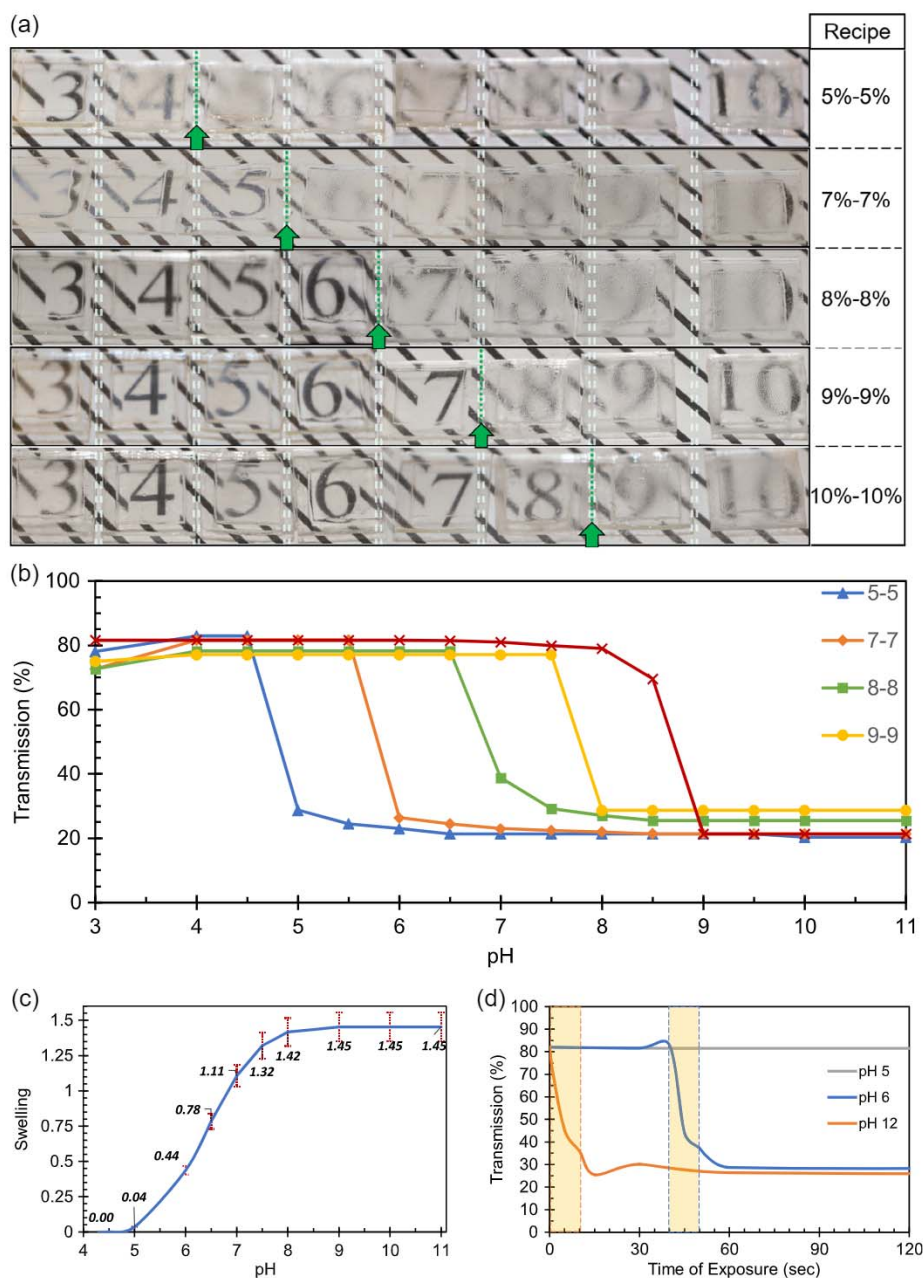 (a)
Recipe
3 4 6 7 8 9 10 5%-5%
3 4 5 7 8 9 10 7%-7%
3 4 5 6 7 8 9 10 8%-8%
3 4 5 6 7 8 9 10 9%-9%
3 4 5 6 7 8 9 10 10%-10%
(b)
100
80
60
40
20
0
Transmission (%)
3 4 5 6 7 8 9 10 11
pH
5-5
7-7
8-8
9-9
(c)
1.5
1.25
1
0.75
0.5
0.25
0
Swelling
0.00
0.04
0.44
0.78
1.11
1.32
1.42
1.45
1.45
1.45
4 5 6 7 8 9 10 11
pH
(d)
100
90
80
70
60
50
40
30
20
10
0
Transmission (%)
pH 5
pH 6
pH 12
0 30 60 90 120
Time of Exposure (sec)